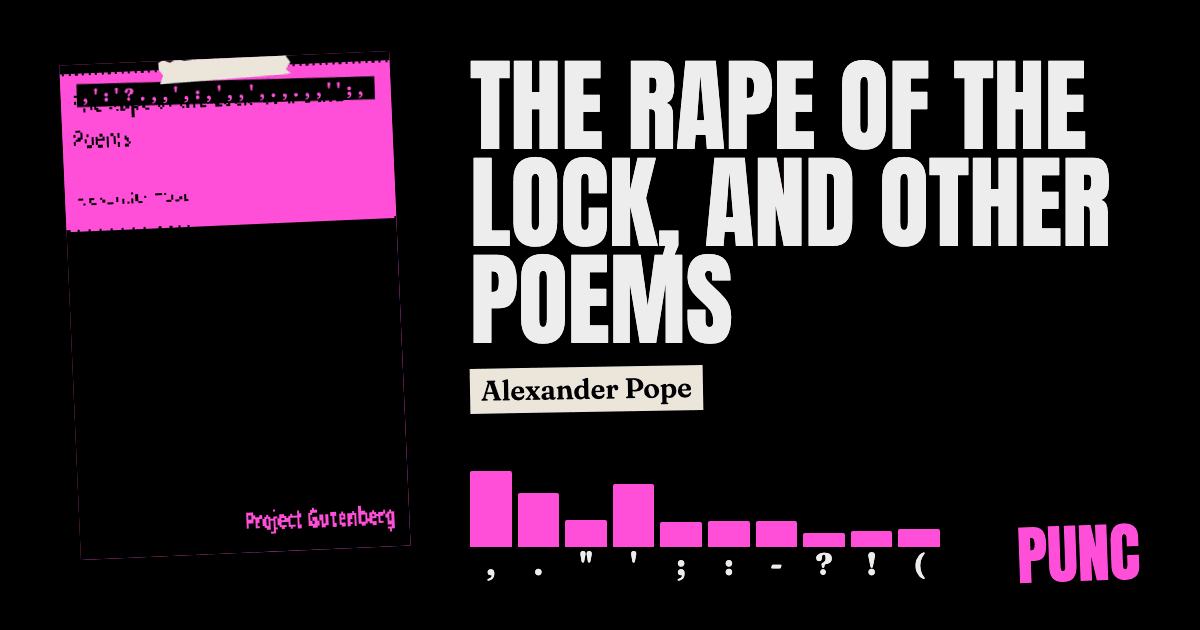 ,':'?.,,',:,',,',.,.,,'';,
Poems
Project Gutenberg
THE RAPE OF THE
LOCK, AND OTHER
POEMS
Alexander Pope
, . " ' ; : - ? ! (
PUNC